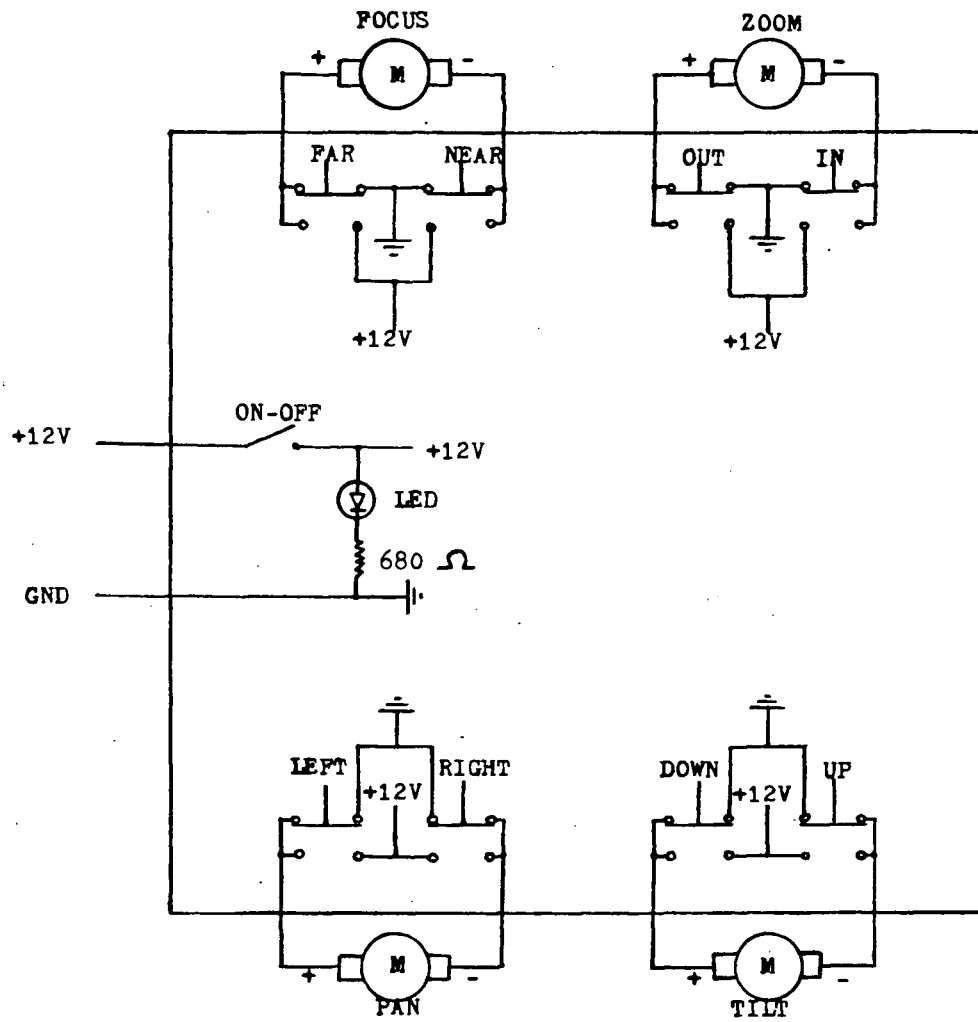 FOCUS
ZOOM
+ M -
+ M -
FAR NEAR
OUT IN
+12V
+12V
ON-OFF
+12V
+12V
LED
680 Ω
GND
LEFT RIGHT
+12V
DOWN UP
+12V
+ M -
+ M -
PAN
TILT